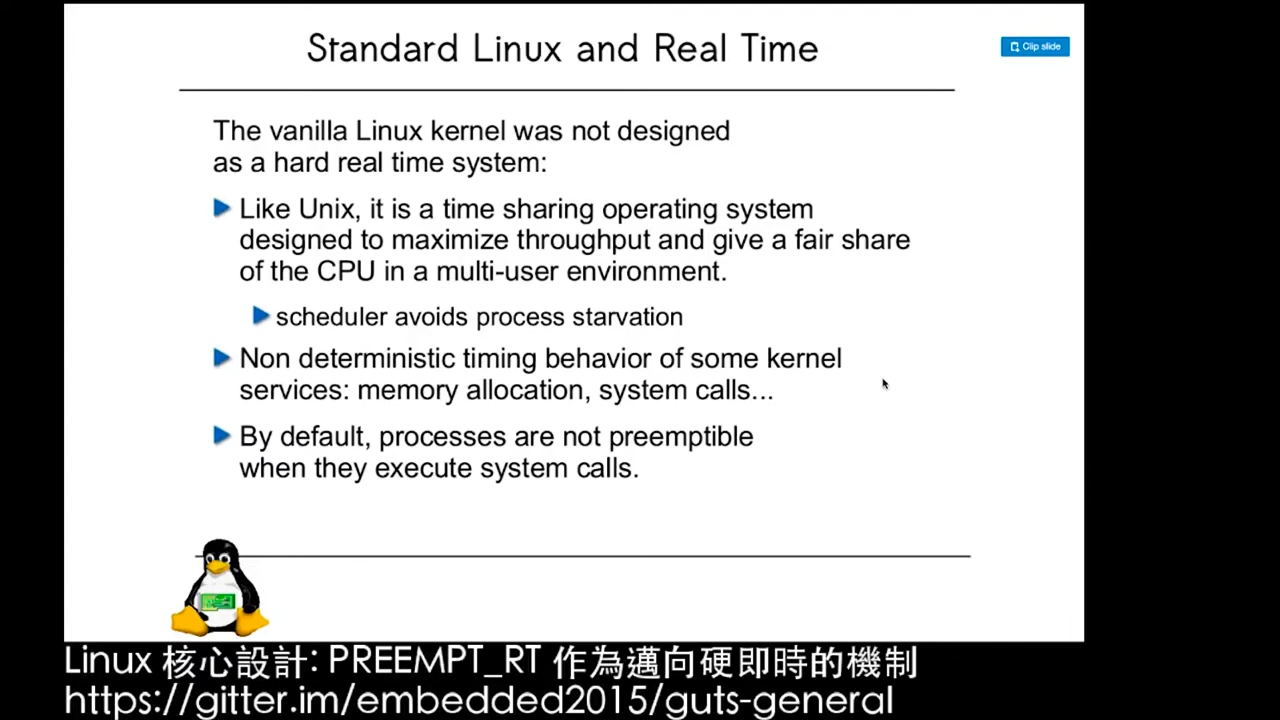 Standard Linux and Real Time
Clip slide
The vanilla Linux kernel was not designed
as a hard real time system:
Like Unix, it is a time sharing operating system
designed to maximize throughput and give a fair share
of the CPU in a multi-user environment.
scheduler avoids process starvation
Non deterministic timing behavior of some kernel
services: memory allocation, system calls...
By default, processes are not preemptible
when they execute system calls.
Linux 核心設計: PREEMPT_RT 作為邁向硬即時的機制
https://gitter.im/embedded2015/guts-general